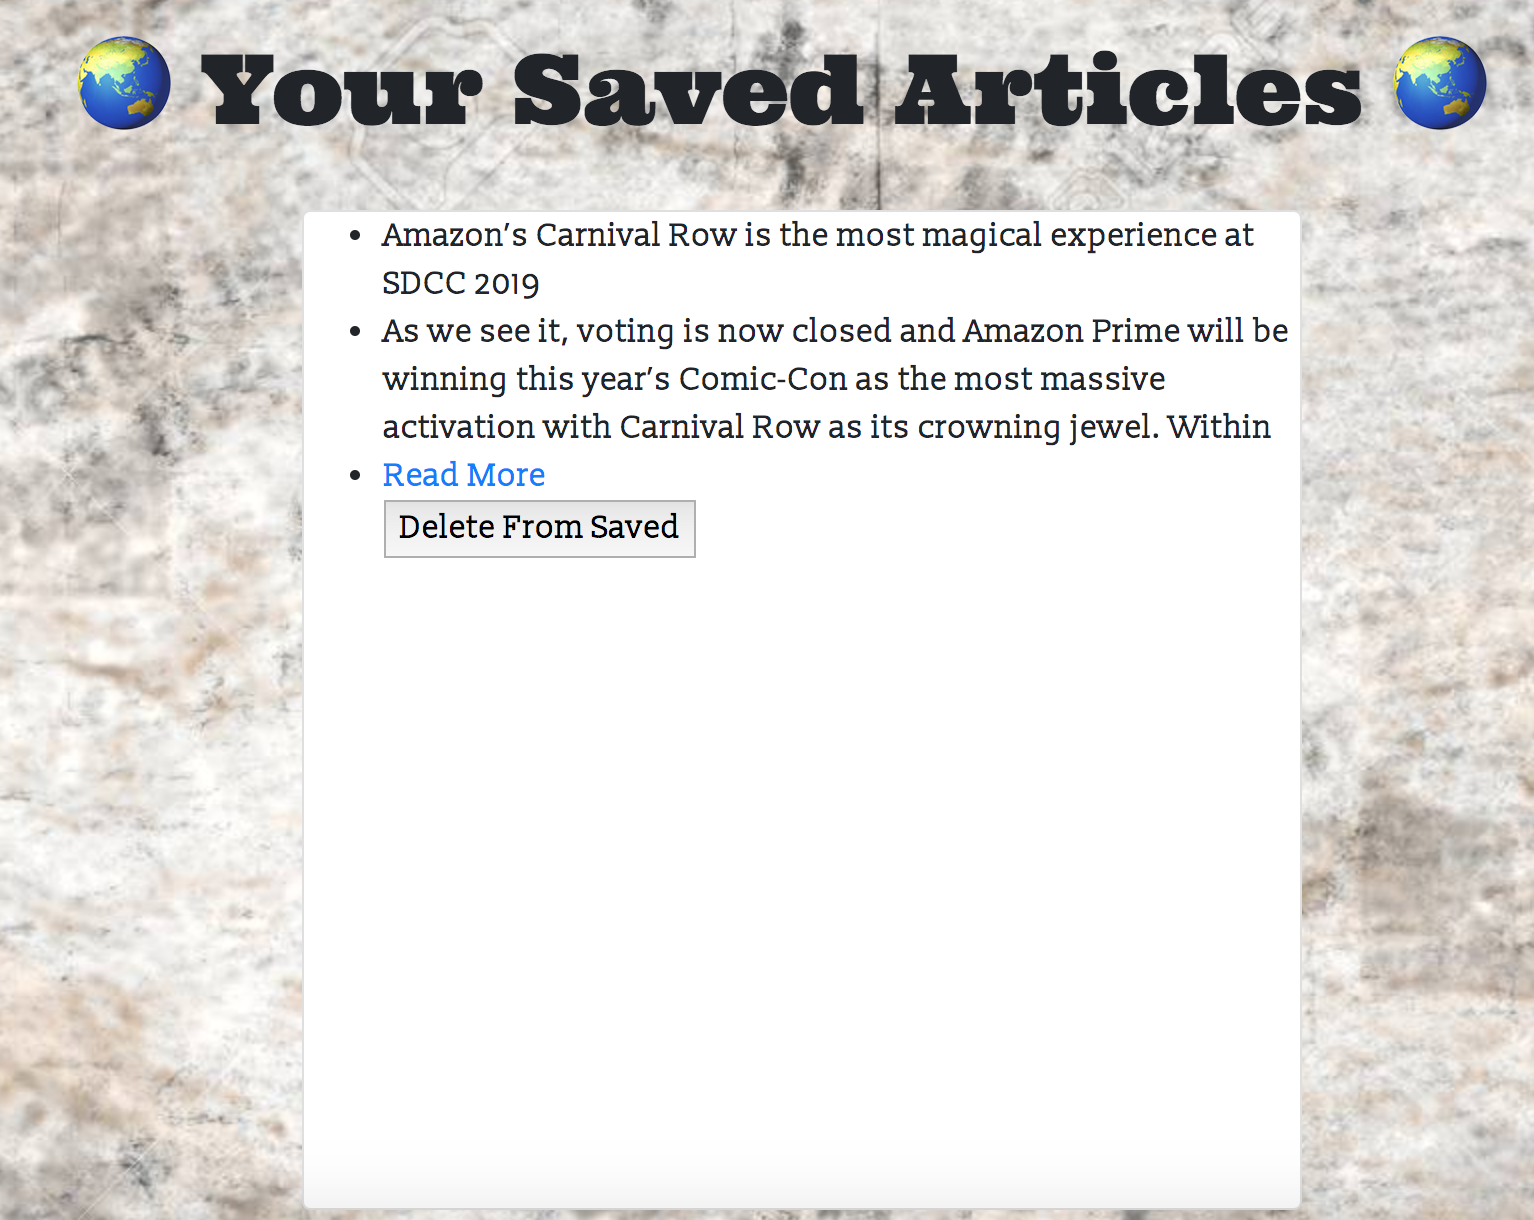 Your Saved Articles
Amazon’s Carnival Row is the most magical experience at
SDCC 2019
As we see it, voting is now closed and Amazon Prime will be
winning this year’s Comic-Con as the most massive
activation with Carnival Row as its crowning jewel. Within
Read More
Delete From Saved